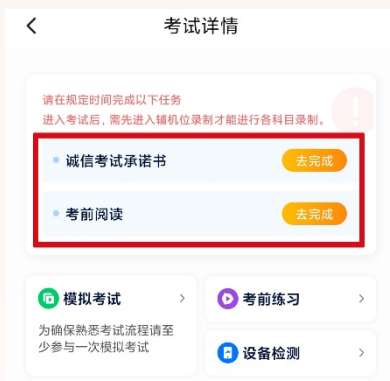 考试详情
请在规定时间完成以下任务
进入考试后，需先进入辅机位录制才能进行各科目录制。
诚信考试承诺书
去完成
考前阅读
去完成
模拟考试
考前练习
为确保熟悉考试流程请至
少参与一次模拟考试
设备检测